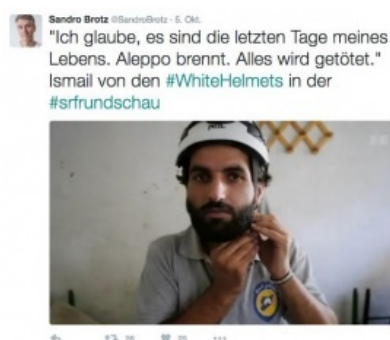 Sandro Brotz @SandroBrotz · 5. Okt.
"Ich glaube, es sind die letzten Tage meines
Lebens. Aleppo brennt. Alles wird getötet."
Ismail von den #WhiteHelmets in der
#srfrundschau
PETZL